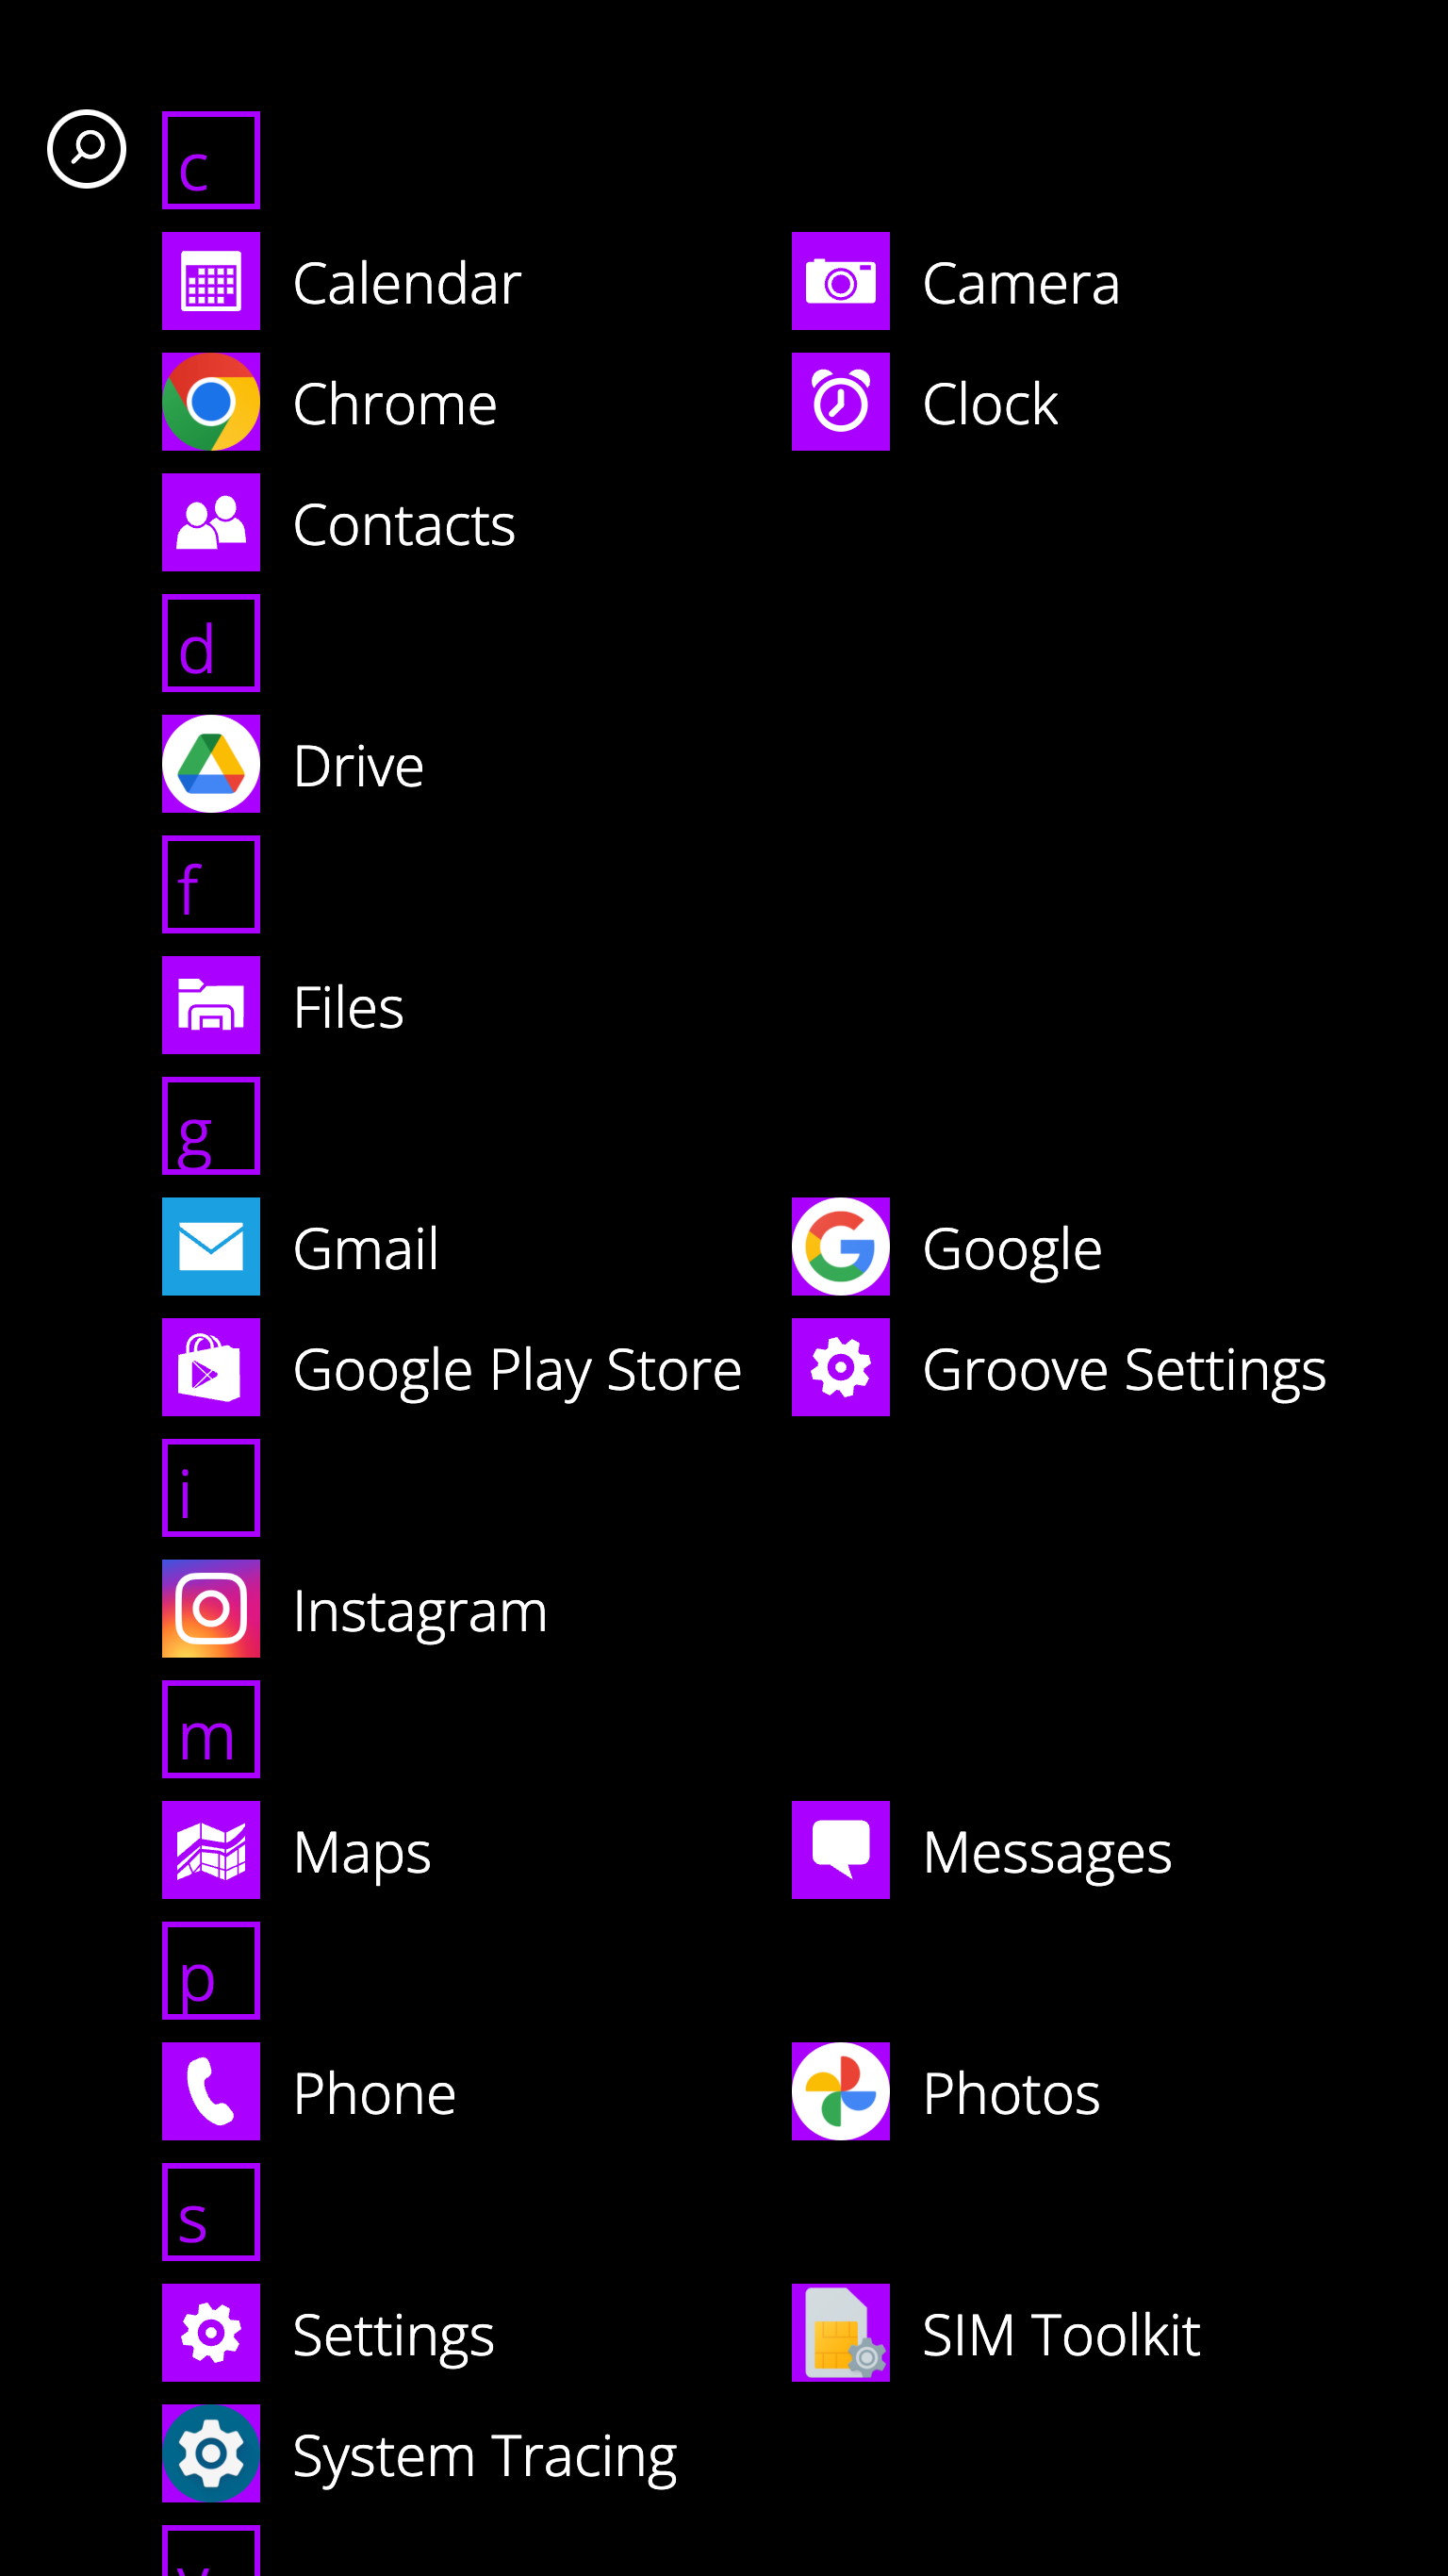 c
Calendar Camera
Chrome Clock
Contacts
d
Drive
f
Files
g
Gmail Google
Google Play Store Groove Settings
i
Instagram
m
Maps Messages
p
Phone Photos
s
Settings SIM Toolkit
System Tracing